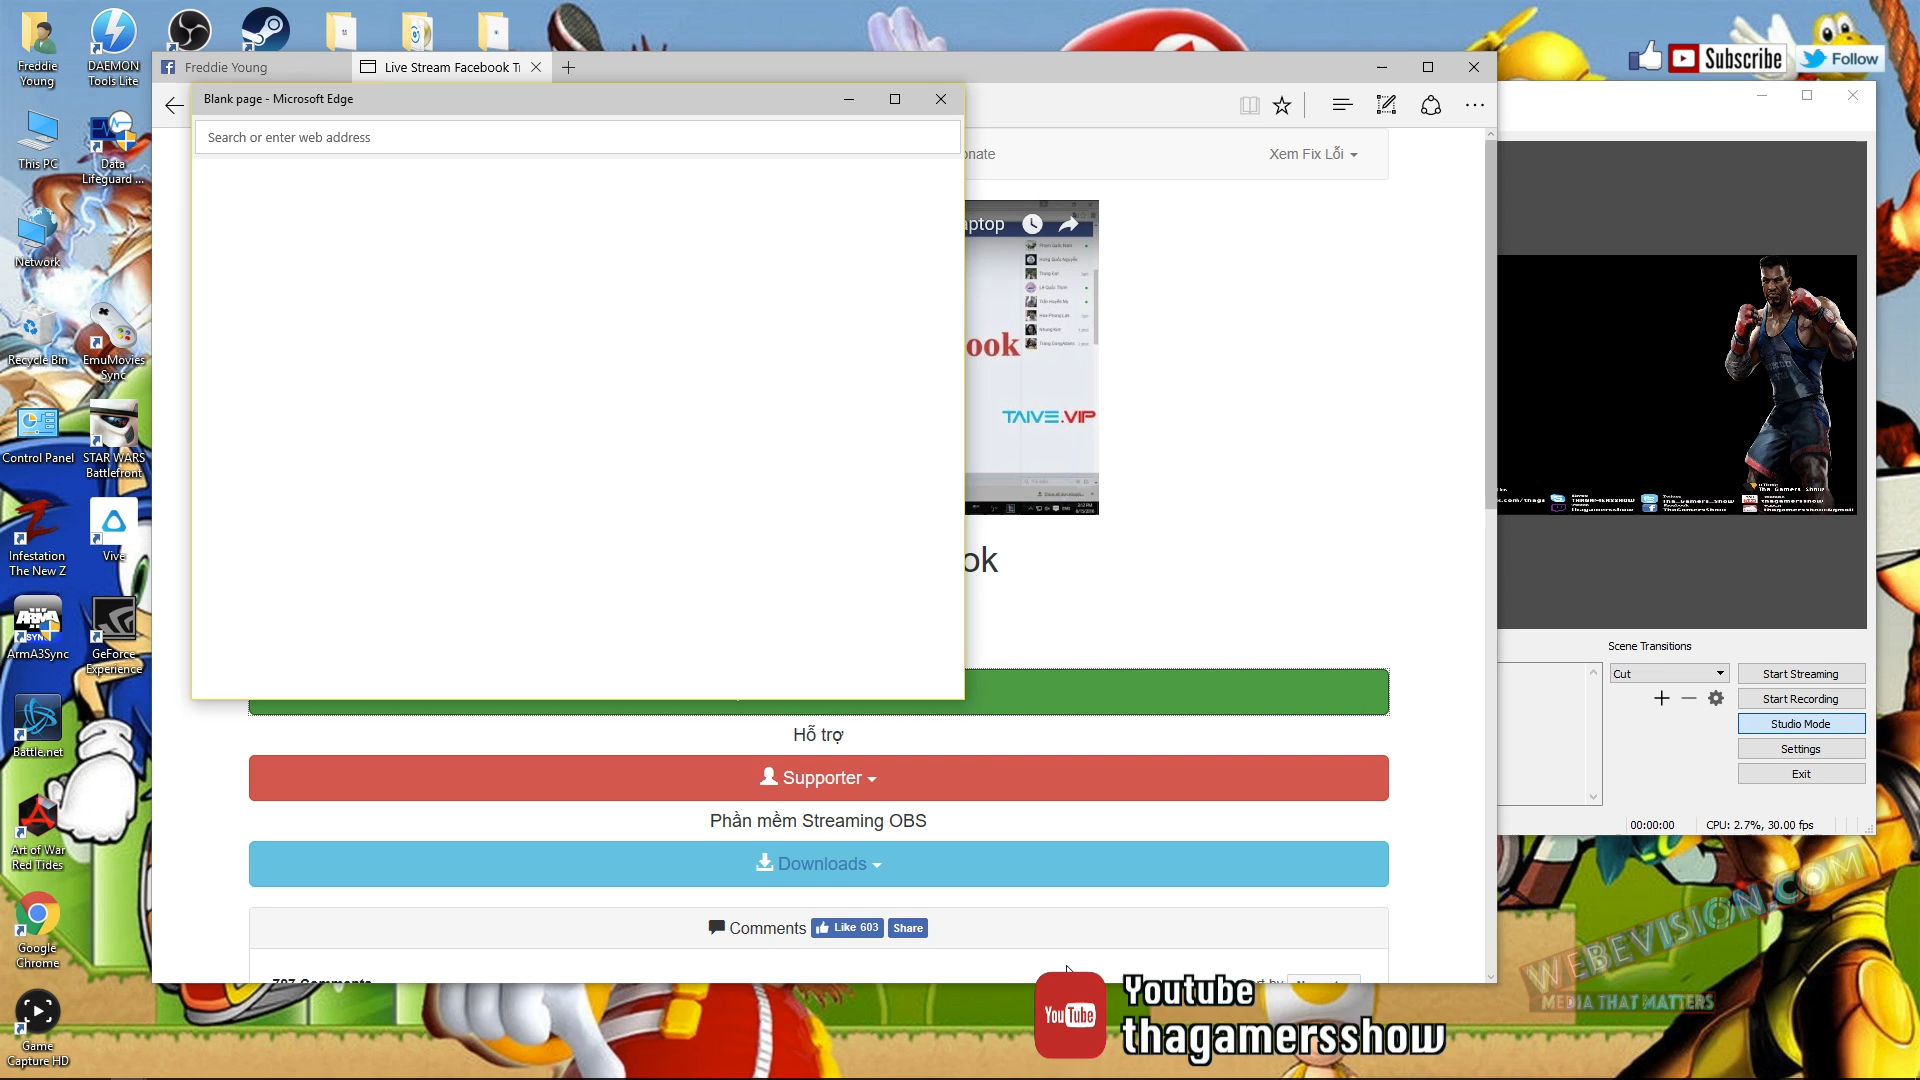 Freddie
Young
DAEMON
Tools Lite
This PC
Data
Lifeguard ...
Network
Recycle Bin
EmuMovies
Sync
Control Panel
STAR WARS
Battlefront
Infestation
The New Z
Vive
ArmA3Sync
GeForce
Experience
Battle.net
Art of War
Red Tides
Google
Chrome
Game
Capture HD
Freddie Young
Live Stream Facebook Tr
Blank page - Microsoft Edge
Search or enter web address
onate
Xem Fix Lỗi
aptop
ook
TAIVE.VIP
ok
Hỗ trợ
Supporter
Phần mềm Streaming OBS
Downloads
Comments
Like 603
Share
787 Comments
Subscribe
Follow
Scene Transitions
Cut
Start Streaming
Start Recording
Studio Mode
Settings
Exit
00:00:00
CPU: 2.7%, 30.00 fps
WEBEVISION.COM
MEDIA THAT MATTERS
YouTube
Youtube
thagamersshow